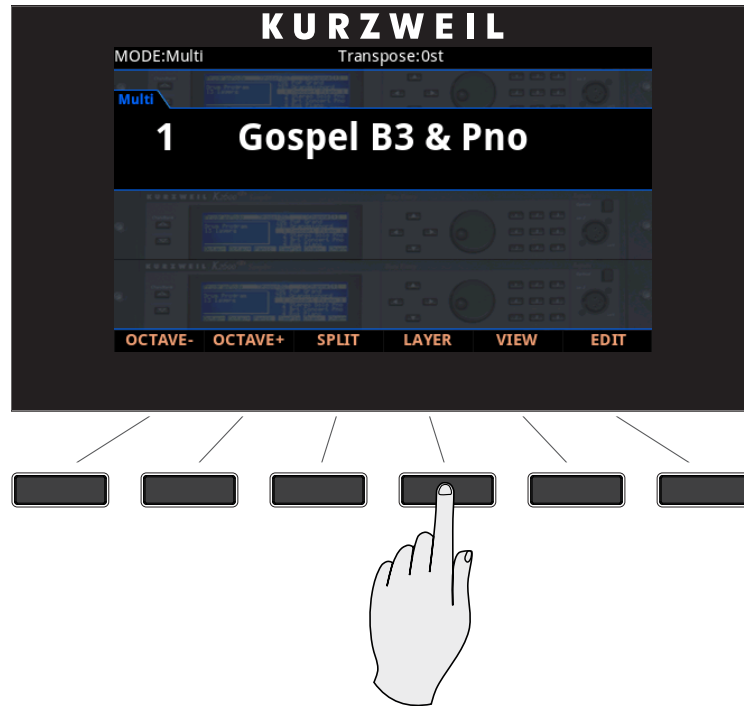 KURZWEIL
MODE:Multi Transpose:0st
Multi
1 Gospel B3 & Pno
OCTAVE- OCTAVE+ SPLIT LAYER VIEW EDIT